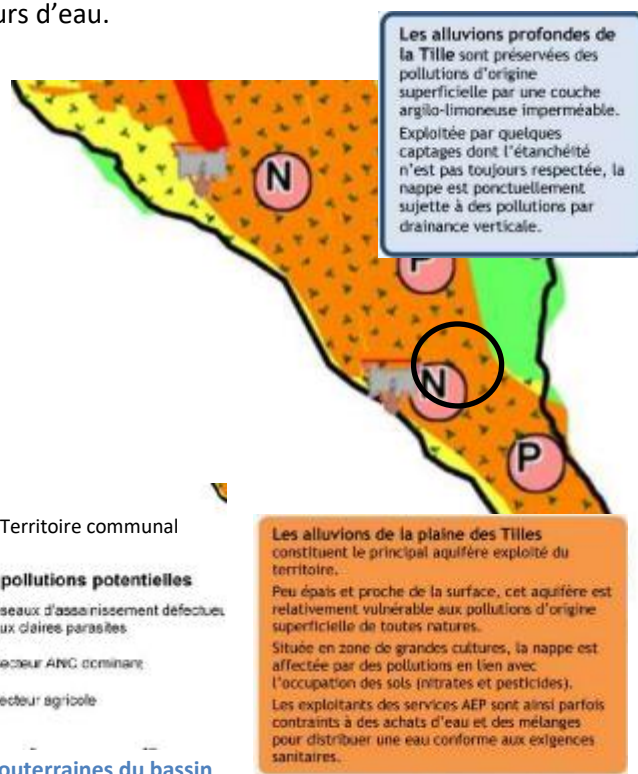 urs d'eau.
Les alluvions profondes de
la Tille sont préservées des
pollutions d'origine
superficielle par une couche
argilo-limoneuse imperméable.
Exploitée par quelques
captages dont l'étanchéité
n'est pas toujours respectée, la
nappe est ponctuellement
sujette à des pollutions par
drainance verticale.
N
P
N
P
Territoire communal
pollutions potentielles
seaux d'assainissement défectueu
ux claires parasites
ecteur ANC dominant
ecteur agricole
Les alluvions de la plaine des Tilles
constituent le principal aquifère exploité du
territoire.
Peu épais et proche de la surface, cet aquifère est
relativement vulnérable aux pollutions d'origine
superficielle de toutes natures.
Située en zone de grandes cultures, la nappe est
affectée par des pollutions en lien avec
l'occupation des sols (nitrates et pesticides).
Les exploitants des services AEP sont ainsi parfois
contraints à des achats d'eau et des mélanges
pour distribuer une eau conforme aux exigences
sanitaires.
outerraines du bassin